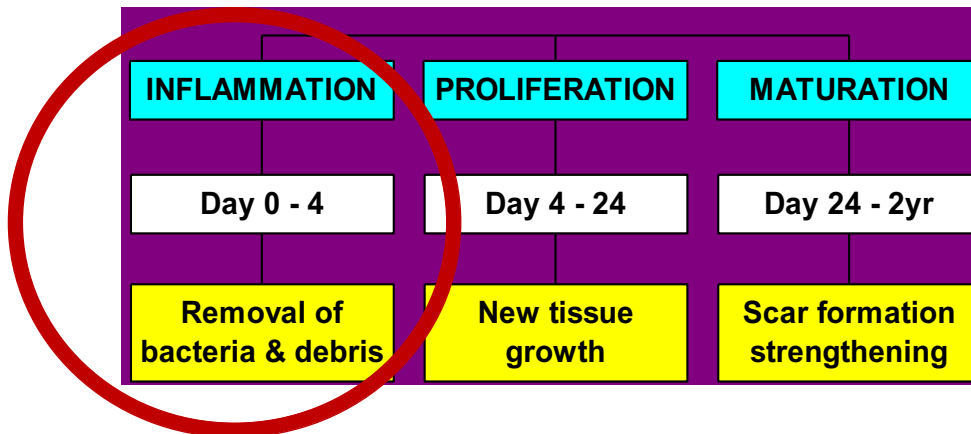 INFLAMMATION
Day 0 - 4
Removal of
bacteria & debris
PROLIFERATION
Day 4 - 24
New tissue
growth
MATURATION
Day 24 - 2yr
Scar formation
strengthening